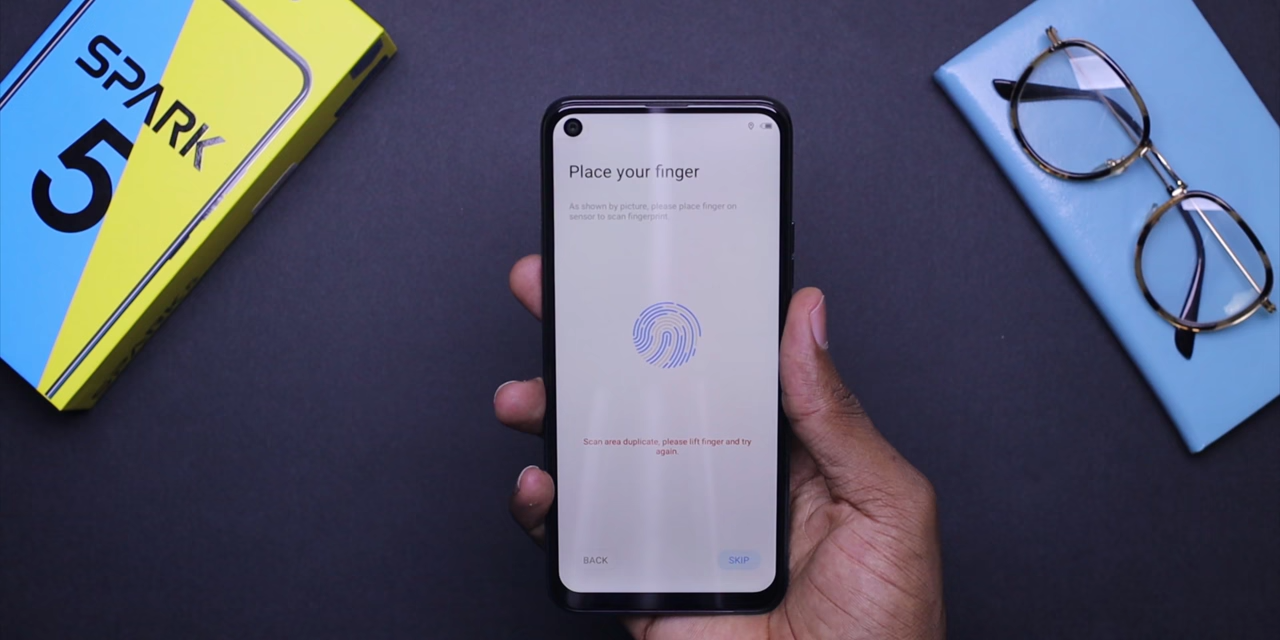 SPARK
5
Place your finger
As shown by picture, please place finger on
sensor to scan fingerprint.
Scan area duplicate, please lift finger and try
again.
BACK
SKIP